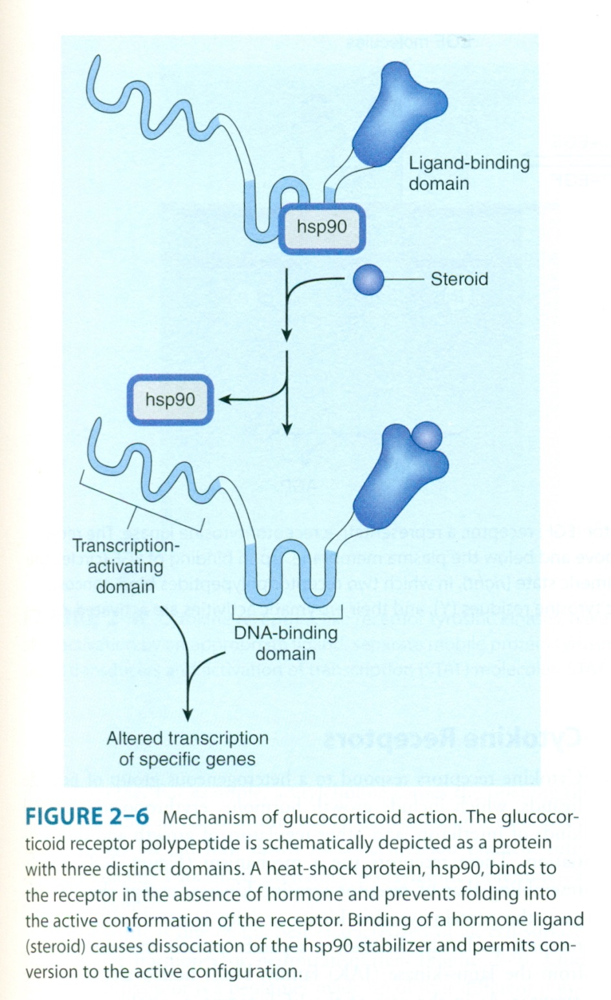 Ligand-binding
domain
hsp90
Steroid
hsp90
Transcription-
activating
domain
DNA-binding
domain
Altered transcription
of specific genes
FIGURE 2–6 Mechanism of glucocorticoid action. The glucocor-
ticoid receptor polypeptide is schematically depicted as a protein
with three distinct domains. A heat-shock protein, hsp90, binds to
the receptor in the absence of hormone and prevents folding into
the active conformation of the receptor. Binding of a hormone ligand
(steroid) causes dissociation of the hsp90 stabilizer and permits con-
version to the active configuration.